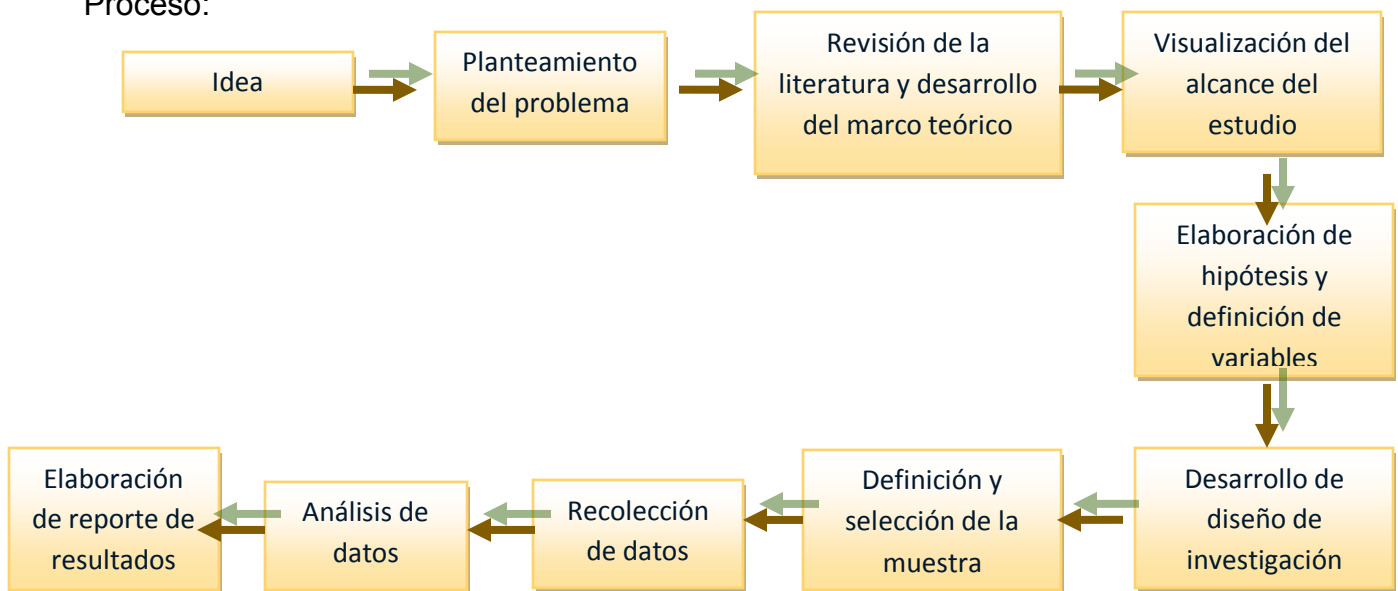 Proceso:
Idea
Planteamiento
del problema
Revisión de la
literatura y desarrollo
del marco teórico
Visualización del
alcance del
estudio
Elaboración de
hipótesis y
definición de
variables
Desarrollo de
diseño de
investigación
Definición y
selección de la
muestra
Recolección
de datos
Análisis de
datos
Elaboración
de reporte de
resultados